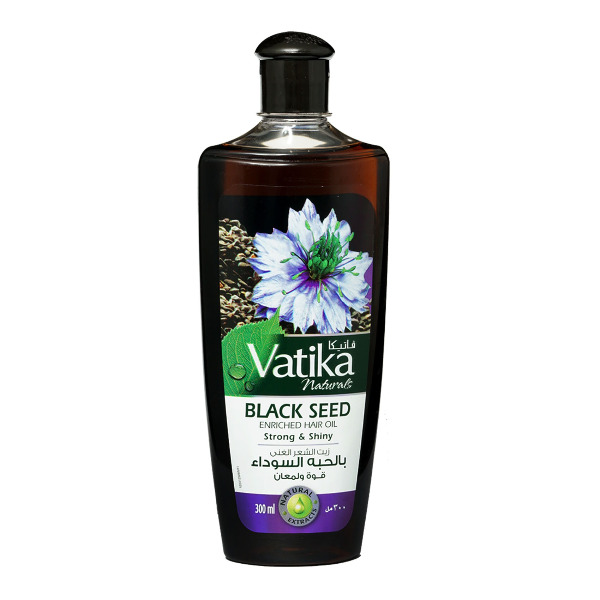 فاتيكا
Vatika
Naturals
BLACK SEED
ENRICHED HAIR OIL
Strong & Shiny
زيت الشعر الغني
بالحبه السوداء
قوة ولمعان
NATURAL
EXTRACTS
300 ml
٣٠٠ مل